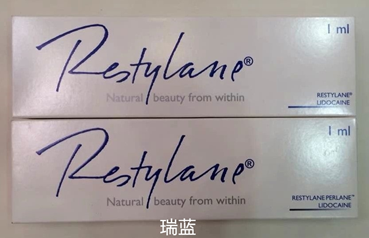 Restylane®
1 ml
Natural beauty from within
RESTYLANE™
LIDOCAINE
Restylane®
1 ml
Natural beauty from within
RESTYLANE PERLANE™
LIDOCAINE
瑞蓝